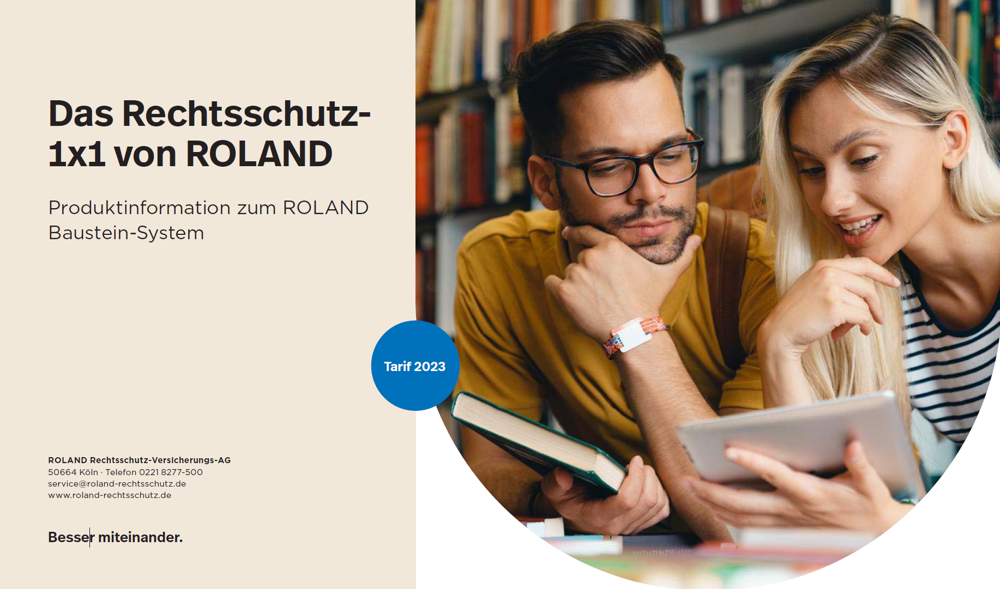 Das Rechtsschutz-
1x1 von ROLAND
Produktinformation zum ROLAND
Baustein-System
Tarif 2023
ROLAND Rechtsschutz-Versicherungs-AG
50664 Köln · Telefon 0221 8277-500
service@roland-rechtsschutz.de
www.roland-rechtsschutz.de
Besser miteinander.